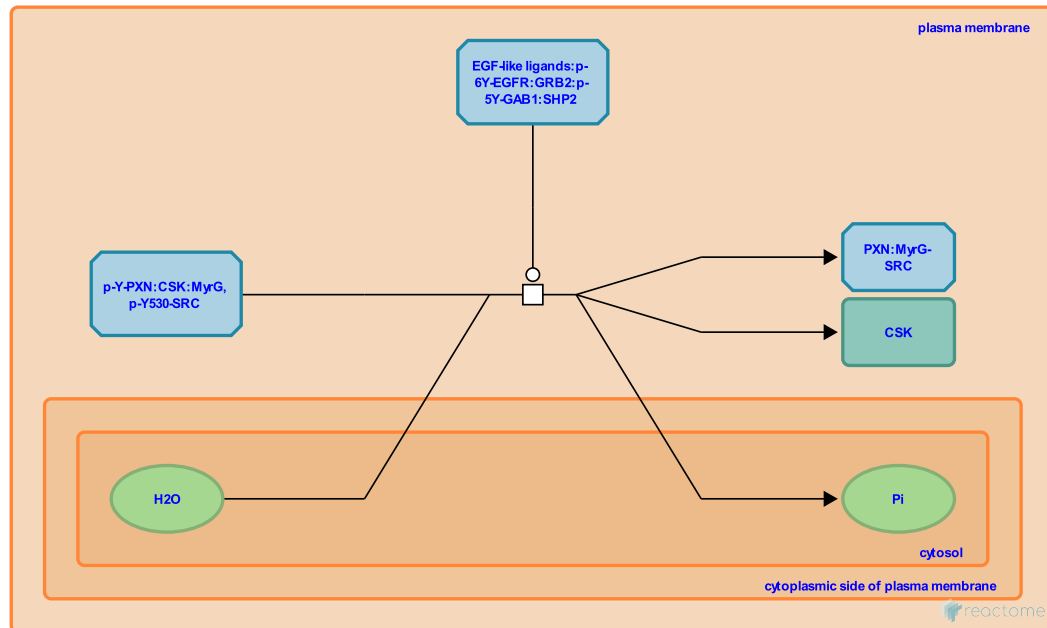 plasma membrane
EGF-like ligands:p-
6Y-EGFR:GRB2:p-
5Y-GAB1:SHP2
p-Y-PXN:CSK:MyrG,
p-Y530-SRC
PXN:MyrG-
SRC
CSK
H2O
Pi
cytosol
cytoplasmic side of plasma membrane
reactome